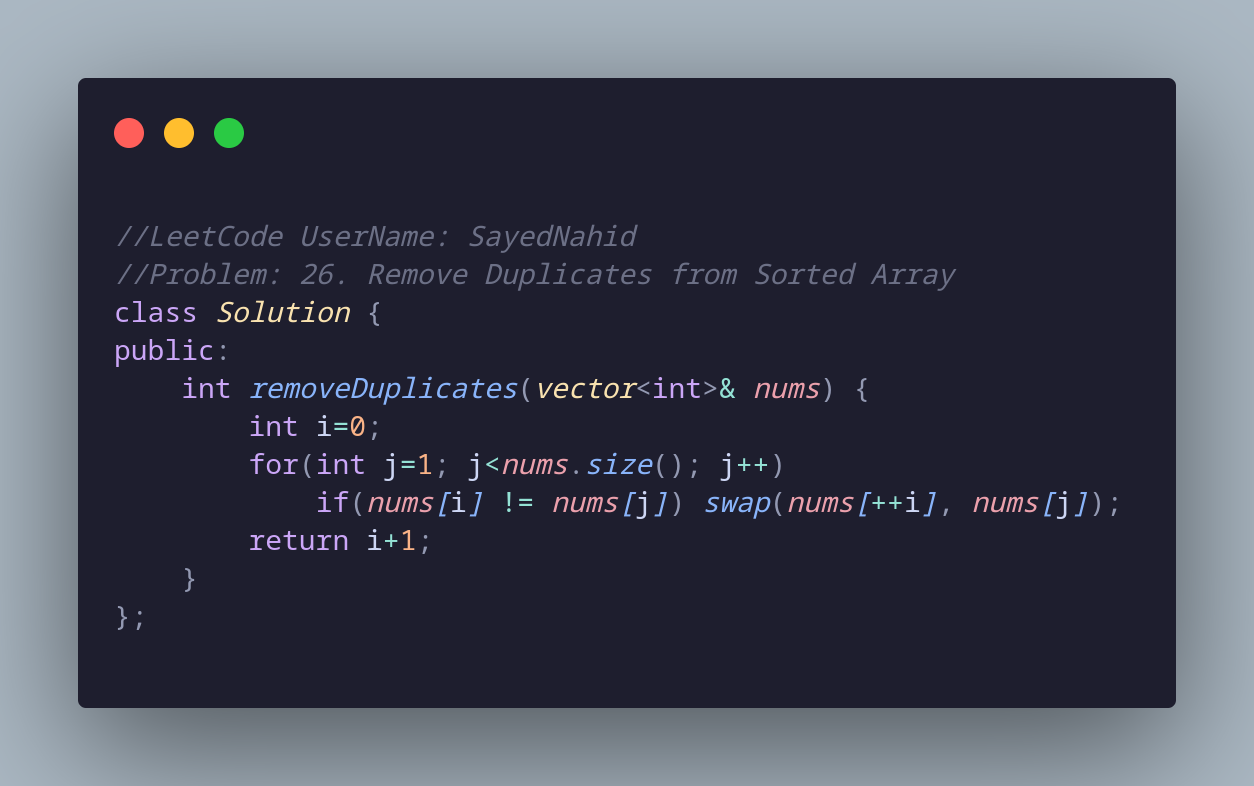 //LeetCode UserName: SayedNahid
//Problem: 26. Remove Duplicates from Sorted Array
class Solution {
public:
    int removeDuplicates(vector<int>& nums) {
        int i=0;
        for(int j=1; j<nums.size(); j++)
            if(nums[i] != nums[j]) swap(nums[++i], nums[j]);
        return i+1;
    }
};